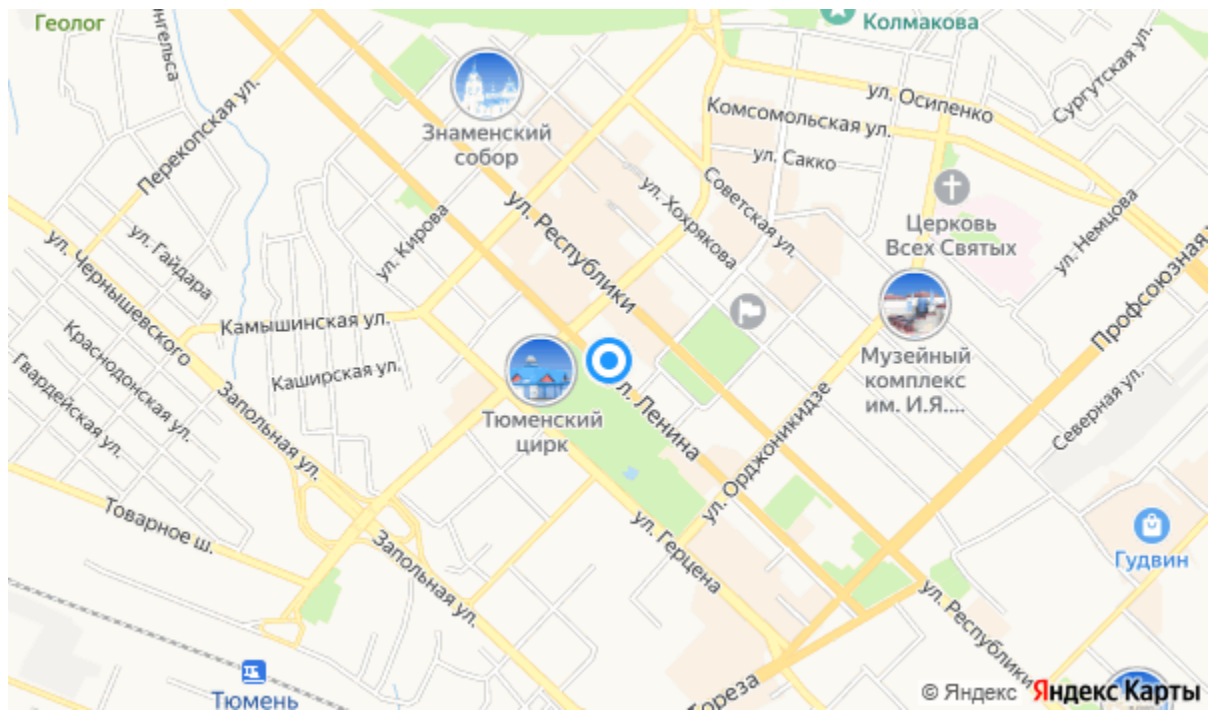 Геолог
Колмакова
нгельса
ул. Осипенко
Сургутская ул.
Перекопская ул.
Знаменский
собор
Комсомольская ул.
ул. Сакко
ул. Хохрякова
Советская ул.
Церковь
Всех Святых
ул. Немцова
Профсоюзная
ул. Республики
ул. Кирова
ул. Гайдара
ул. Чернышевского
Камышинская ул.
Каширская ул.
Краснодонская ул.
Гвардейская ул.
Запольная ул.
Музейный
комплекс
им. И.Я....
Тюменский
цирк
л. Ленина
ул. Орджоникидзе
Северная ул.
Товарное ш.
Запольная ул.
ул. Герцена
Гудвин
ул. Республики
Тюмень
Тореза
© Яндекс Яндекс Карты